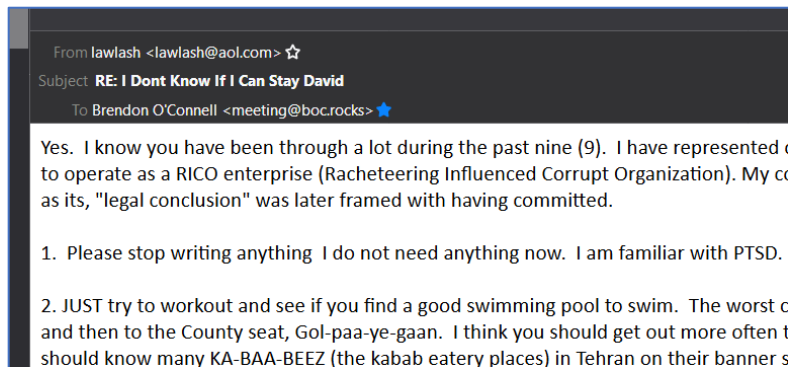 From lawlash <lawlash@aol.com>
Subject RE: I Dont Know If I Can Stay David
To Brendon O'Connell <meeting@boc.rocks>
Yes.  I know you have been through a lot during the past nine (9).  I have represented
to operate as a RICO enterprise (Racheteering Influenced Corrupt Organization). My
as its, "legal conclusion" was later framed with having committed.
1.  Please stop writing anything  I do not need anything now.  I am familiar with PTSD.
2. JUST try to workout and see if you find a good swimming pool to swim.  The worst
and then to the County seat, Gol-paa-ye-gaan.  I think you should get out more often
should know many KA-BAA-BEEZ (the kabab eatery places) in Tehran on their banner